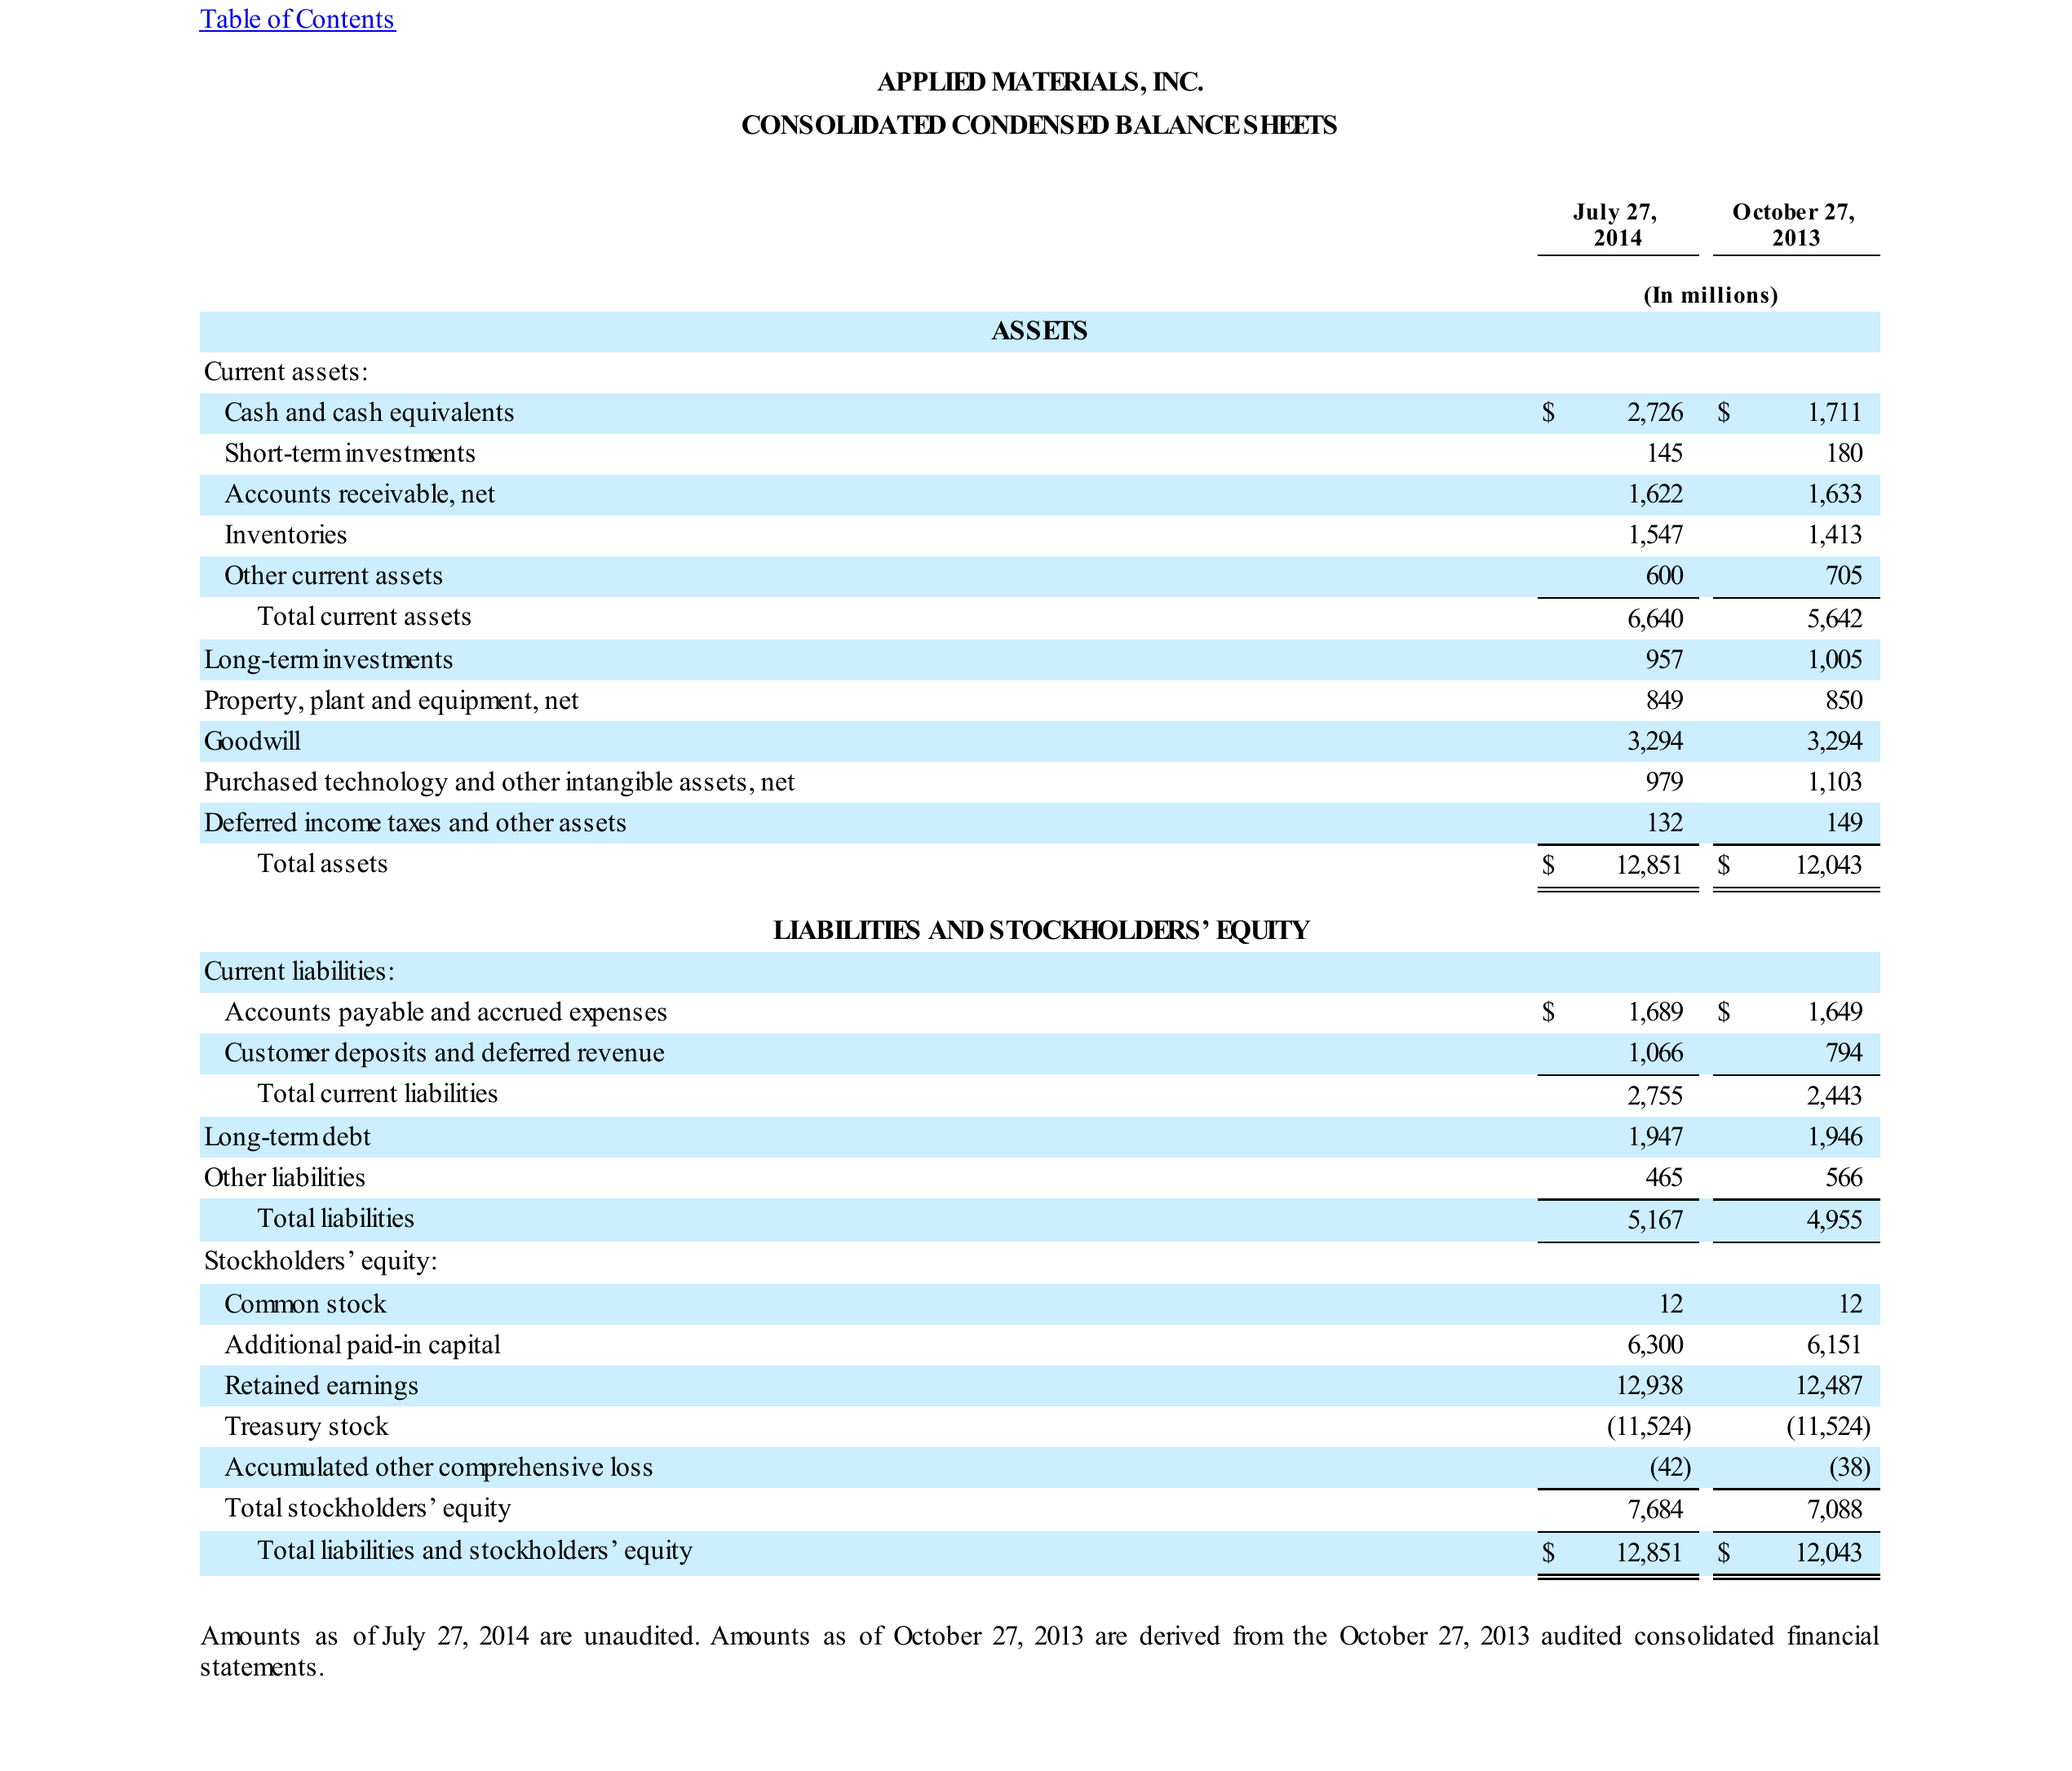 Table of Contents
APPLIED MATERIALS, INC.
CONSOLIDATED CONDENSED BALANCE SHEETS
July 27, 2014 October 27, 2013
(In millions)
ASSETS
Current assets:
Cash and cash equivalents $ 2,726 $ 1,711
Short-term investments 145 180
Accounts receivable, net 1,622 1,633
Inventories 1,547 1,413
Other current assets 600 705
Total current assets 6,640 5,642
Long-term investments 957 1,005
Property, plant and equipment, net 849 850
Goodwill 3,294 3,294
Purchased technology and other intangible assets, net 979 1,103
Deferred income taxes and other assets 132 149
Total assets $ 12,851 $ 12,043
LIABILITIES AND STOCKHOLDERS’ EQUITY
Current liabilities:
Accounts payable and accrued expenses $ 1,689 $ 1,649
Customer deposits and deferred revenue 1,066 794
Total current liabilities 2,755 2,443
Long-term debt 1,947 1,946
Other liabilities 465 566
Total liabilities 5,167 4,955
Stockholders’ equity:
Common stock 12 12
Additional paid-in capital 6,300 6,151
Retained earnings 12,938 12,487
Treasury stock (11,524) (11,524)
Accumulated other comprehensive loss (42) (38)
Total stockholders’ equity 7,684 7,088
Total liabilities and stockholders’ equity $ 12,851 $ 12,043
Amounts as of July 27, 2014 are unaudited. Amounts as of October 27, 2013 are derived from the October 27, 2013 audited consolidated financial
statements.